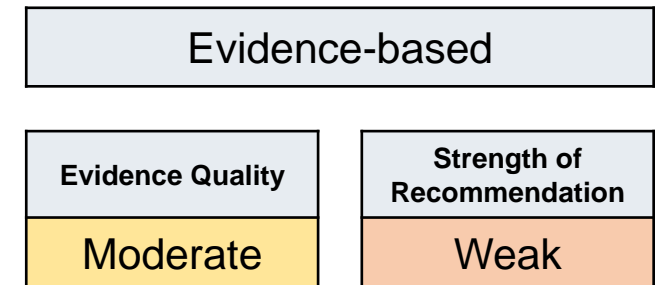 Evidence-based
Evidence Quality
Strength of
Recommendation
Moderate
Weak